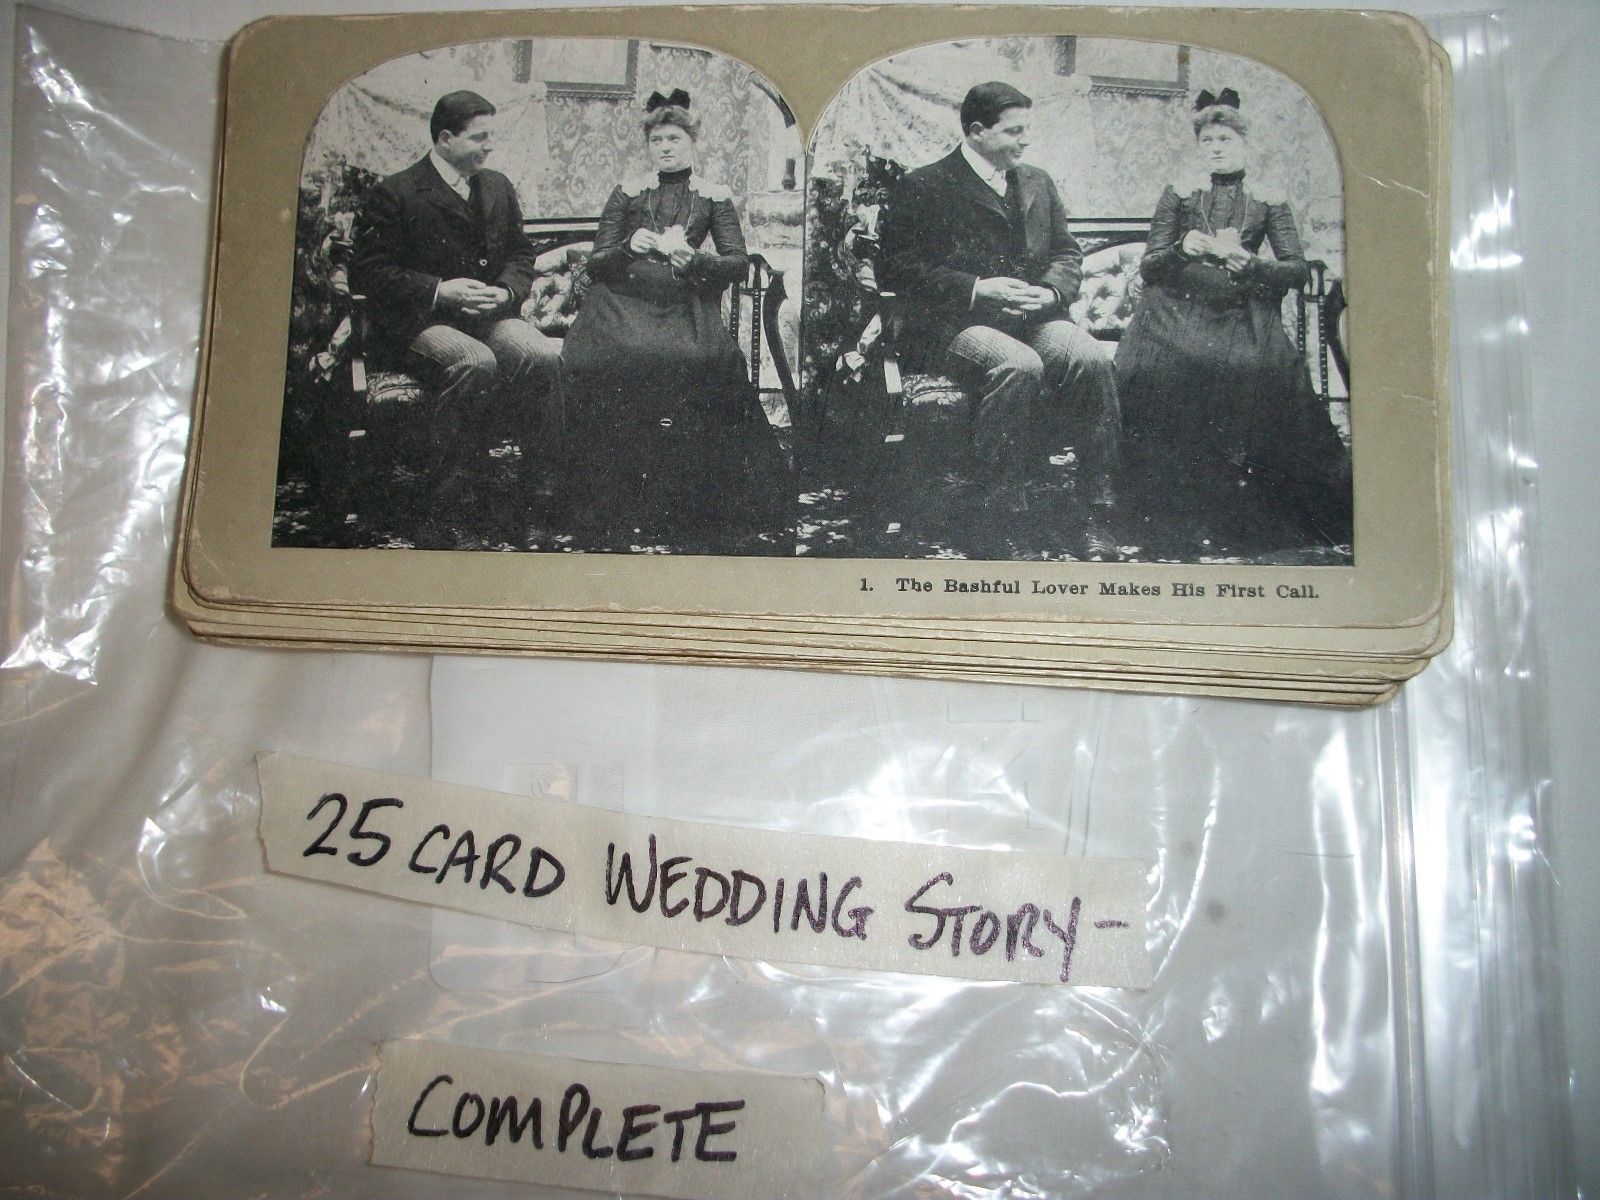 1. The Bashful Lover Makes His First Call.
25 CARD WEDDING STORY-
COMPLETE